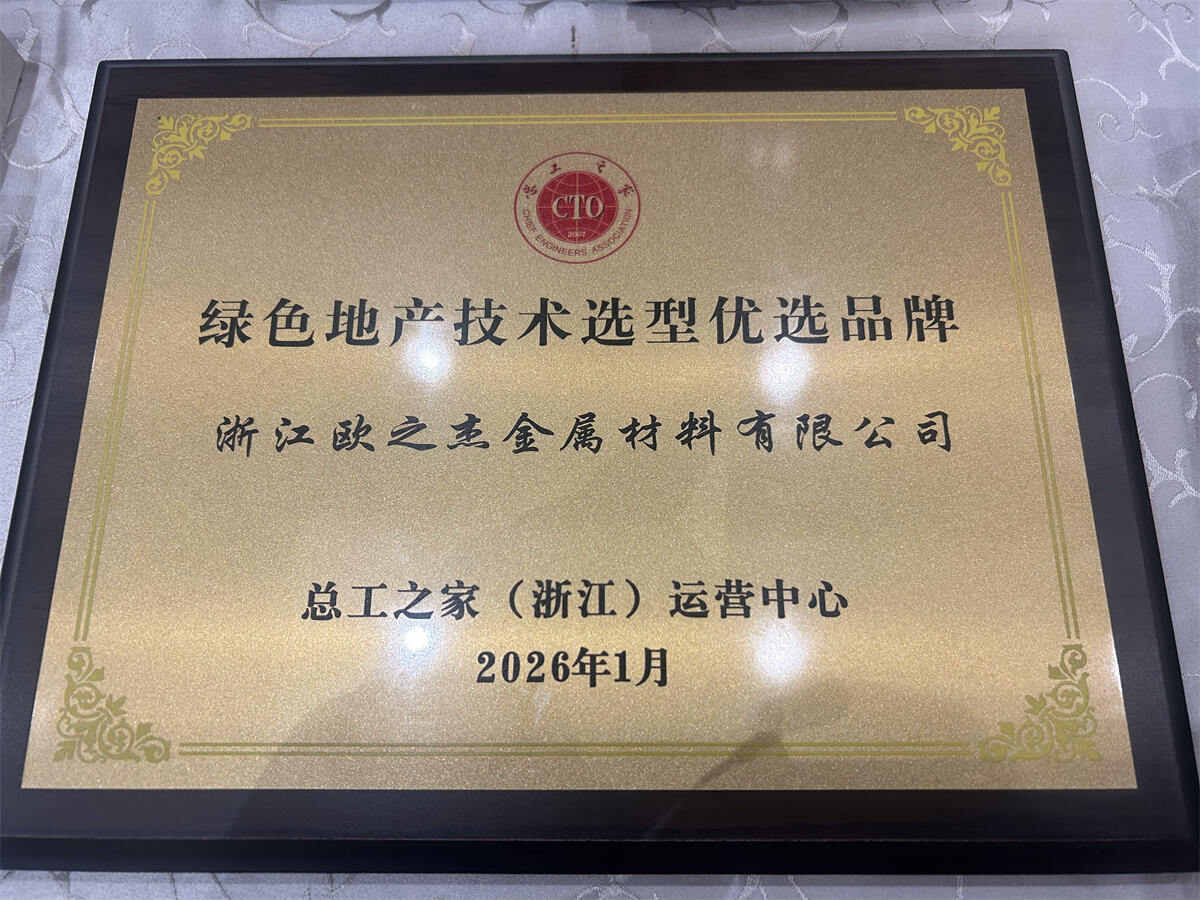 总工之家
CTO
2007
CHIEF ENGINEERS ASSOCIATION
绿色地产技术选型优选品牌
浙江欧之杰金属材料有限公司
总工之家（浙江）运营中心
2026年1月